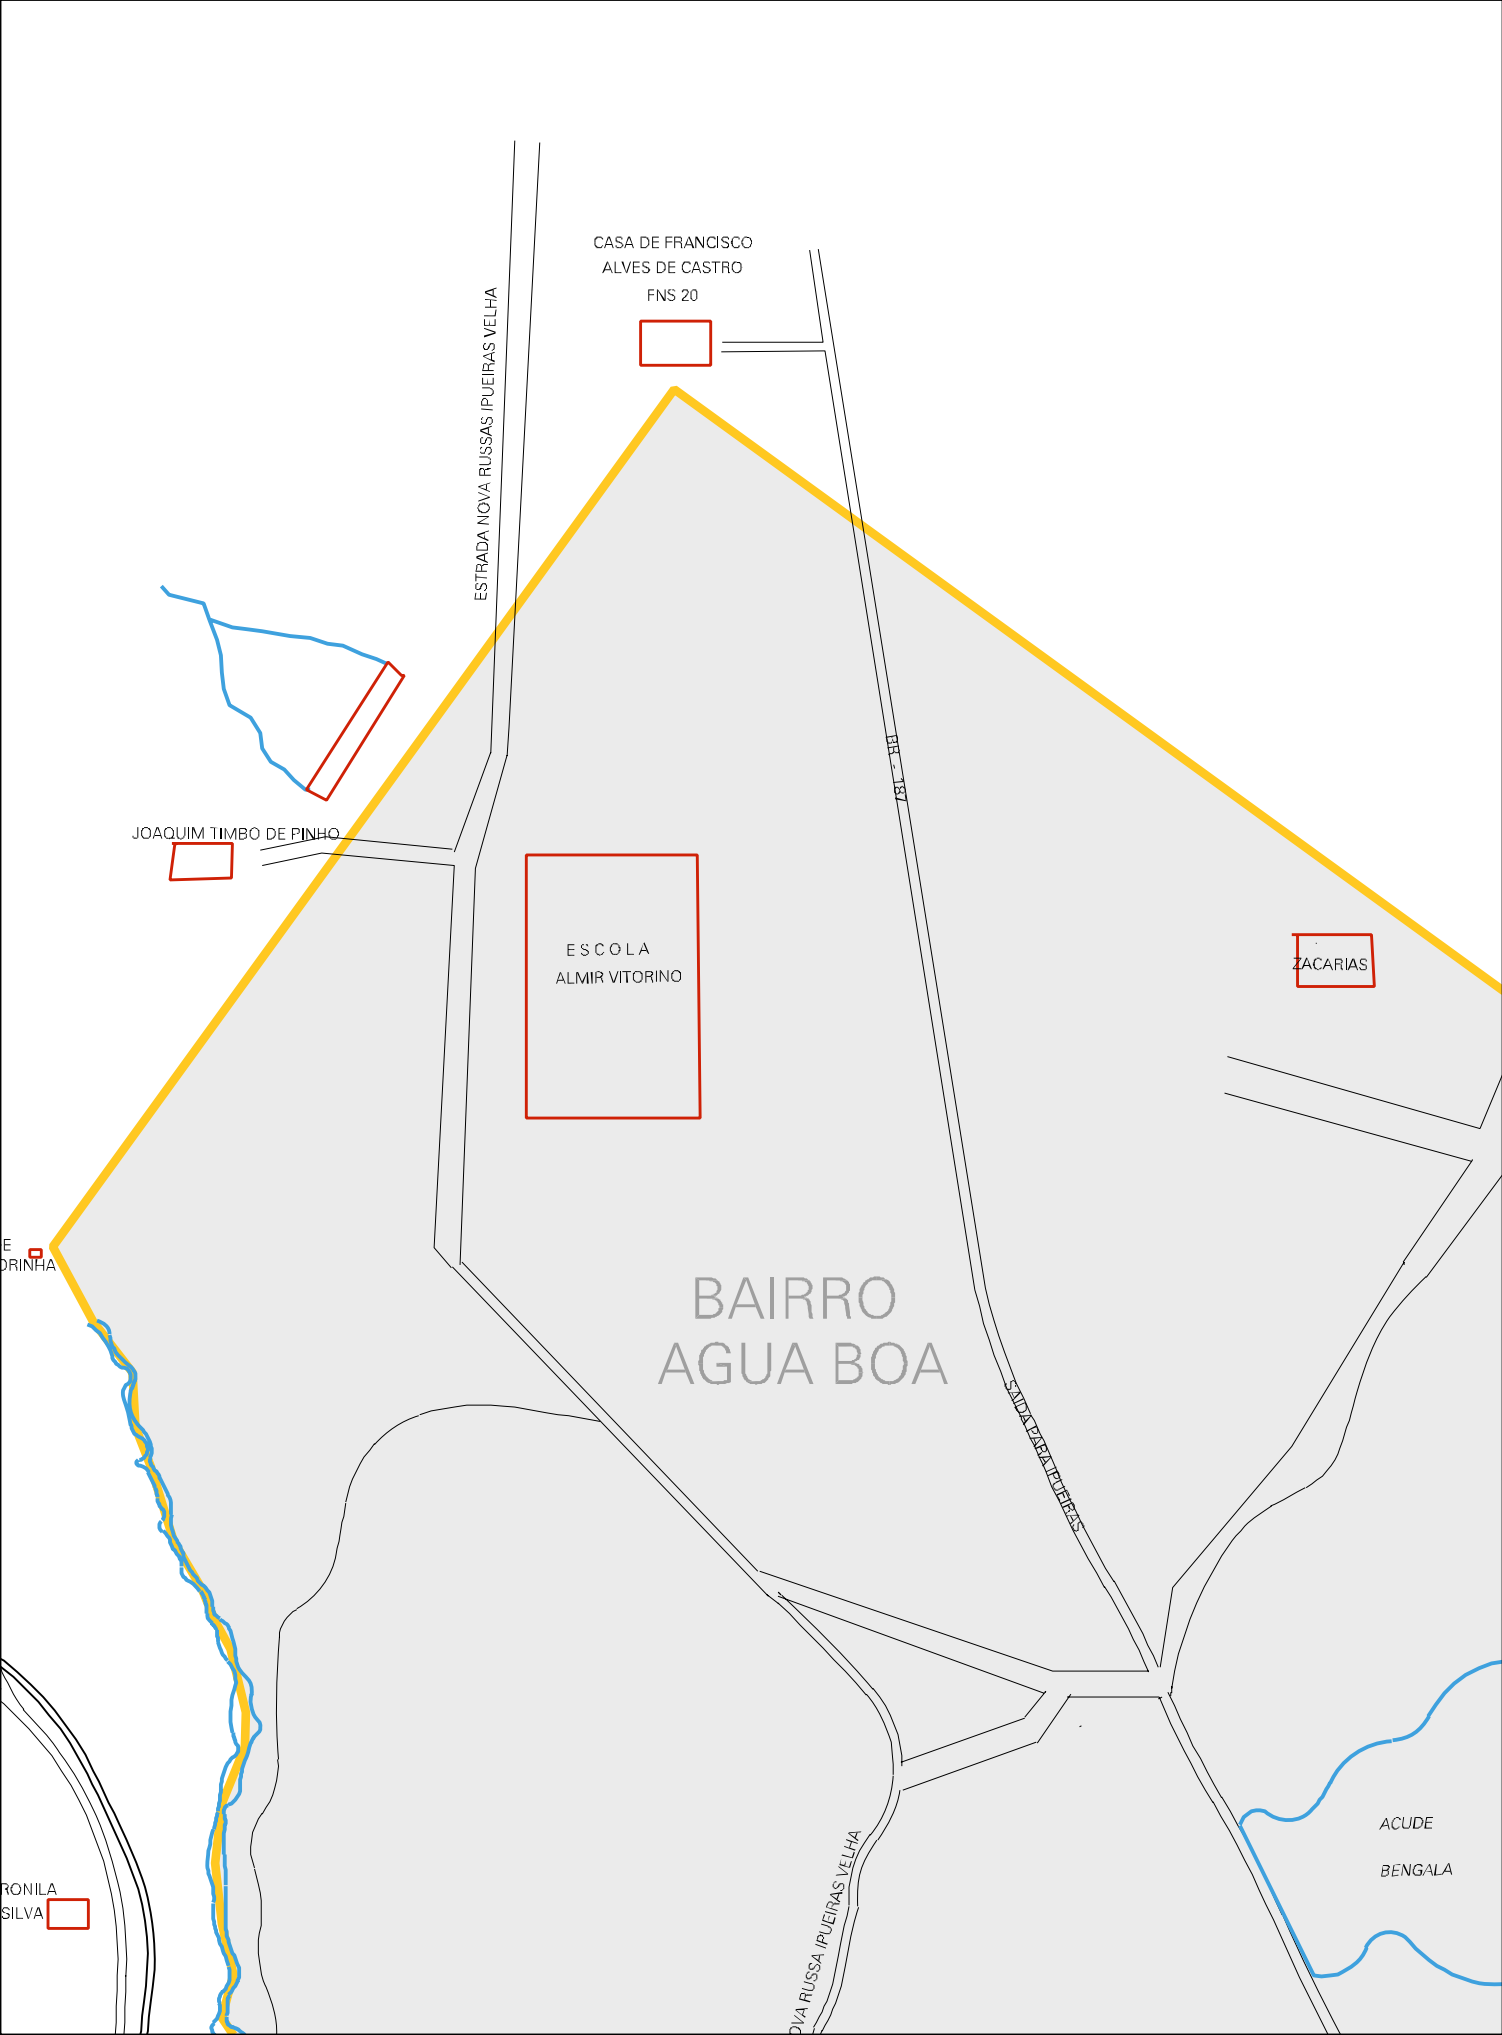 CASA DE FRANCISCO
ALVES DE CASTRO
FNS 20
ESTRADA NOVA RUSSAS IPUEIRAS VELHA
BR - 187
JOAQUIM TIMBO DE PINHO
ESCOLA
ALMIR VITORINO
ZACARIAS
E
ORINHA
BAIRRO
AGUA BOA
SAIDA PARA IPUEIRAS
ACUDE
BENGALA
RONILA
SILVA
OVA RUSSA IPUEIRAS VELHA